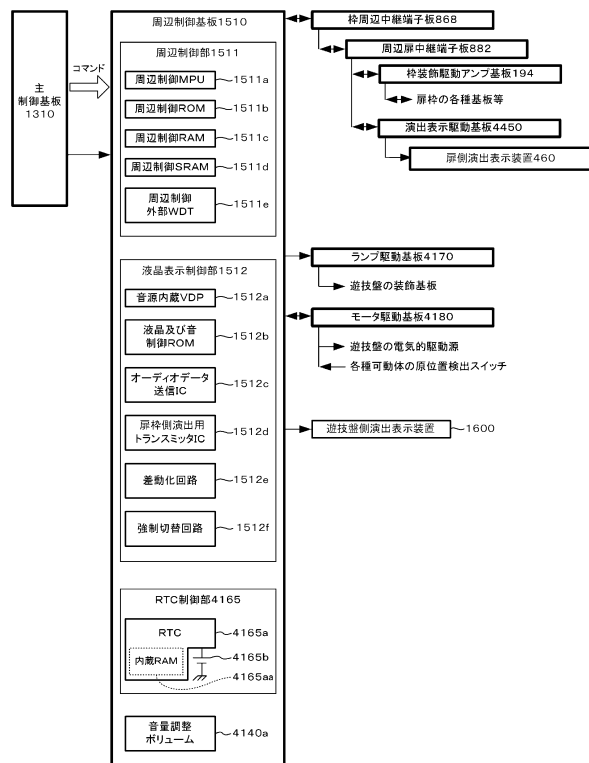 主
制御基板
1310
コマンド
周辺制御基板1510
周辺制御部1511
周辺制御MPU
1511a
周辺制御ROM
1511b
周辺制御RAM
1511c
周辺制御SRAM
1511d
周辺制御
外部WDT
1511e
液晶表示制御部1512
音源内蔵VDP
1512a
液晶及び音
制御ROM
1512b
オーディオデータ
送信IC
1512c
扉枠側演出用
トランスミッタIC
1512d
差動化回路
1512e
強制切替回路
1512f
RTC制御部4165
RTC
4165a
内蔵RAM
4165b
4165aa
音量調整
ボリューム
4140a
枠周辺中継端子板868
周辺扉中継端子板882
枠装飾駆動アンプ基板194
扉枠の各種基板等
演出表示駆動基板4450
扉側演出表示装置460
ランプ駆動基板4170
遊技盤の装飾基板
モータ駆動基板4180
遊技盤の電気的駆動源
各種可動体の原位置検出スイッチ
遊技盤側演出表示装置
1600